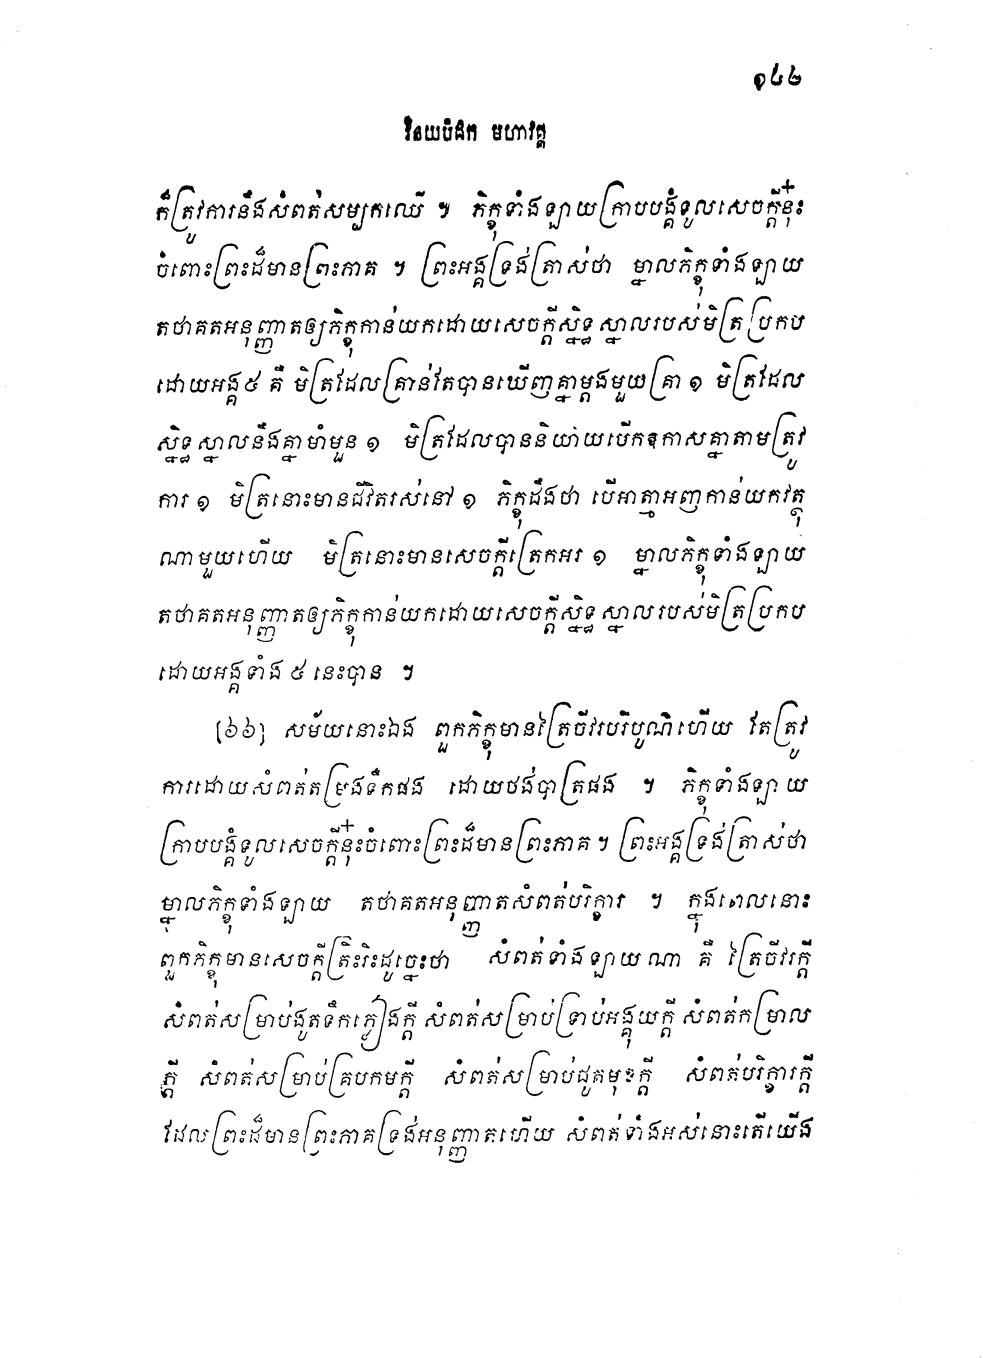 ១៤២
វិនយបិដក មហាវគ្គ
ក៏ត្រូវការនឹងសំពត់សម្បកឈើ ។ ភិក្ខុទាំងឡាយក្រាបបង្គំទូលសេចក្តីនុ៎ះ
ចំពោះព្រះដ៏មានព្រះភាគ ។ ព្រះអង្គទ្រង់ត្រាស់ថា ម្នាលភិក្ខុទាំងឡាយ
តថាគតអនុញ្ញាតឲ្យភិក្ខុកាន់យកដោយសេចក្តីស្និទ្ធស្នាលរបស់មិត្រប្រកប
ដោយអង្គ៥ គឺ មិត្រដែលគ្រាន់តែបានឃើញគ្នាម្តងមួយគ្រា ១ មិត្រដែល
ស្និទ្ធស្នាលនឹងគ្នាមាំមួន ១ មិត្រដែលបាននិយាយបើកឱកាសគ្នាតាមត្រូវ
ការ ១ មិត្រនោះមានជីវិតរស់នៅ ១ ភិក្ខុដឹងថា បើអាត្មាអញកាន់យកវត្ថុ
ណាមួយហើយ មិត្រនោះមានសេចក្តីត្រេកអរ ១ ម្នាលភិក្ខុទាំងឡាយ
តថាគតអនុញ្ញាតឲ្យភិក្ខុកាន់យកដោយសេចក្តីស្និទ្ធស្នាលរបស់មិត្រប្រកប
ដោយអង្គទាំង ៥ នេះបាន ។
[៦៦] សម័យនោះឯង ពួកភិក្ខុមានត្រៃចីវរបរិបូណ៌ហើយ តែត្រូវ
ការដោយសំពត់តម្រងទឹកផង ដោយថង់បាត្រផង ។ ភិក្ខុទាំងឡាយ
ក្រាបបង្គំទូលសេចក្តីនុ៎ះចំពោះព្រះដ៏មានព្រះភាគ ។ ព្រះអង្គទ្រង់ត្រាស់ថា
ម្នាលភិក្ខុទាំងឡាយ តថាគតអនុញ្ញាតសំពត់បរិក្ខារ ។ ក្នុងពេលនោះ
ពួកភិក្ខុមានសេចក្តីត្រិះរិះដូច្នេះថា សំពត់ទាំងឡាយណា គឺ ត្រៃចីវរក្តី
សំពត់សម្រាប់ងូតទឹកភ្លៀងក្តី សំពត់សម្រាប់ទ្រាប់អង្គុយក្តី សំពត់កម្រាល
ក្តី សំពត់សម្រាប់គ្របកមក្តី សំពត់សម្រាប់ជូតមុខក្តី សំពត់បរិក្ខារក្តី
ដែលព្រះដ៏មានព្រះភាគទ្រង់អនុញ្ញាតហើយ សំពត់ទាំងអស់នោះតើយើង